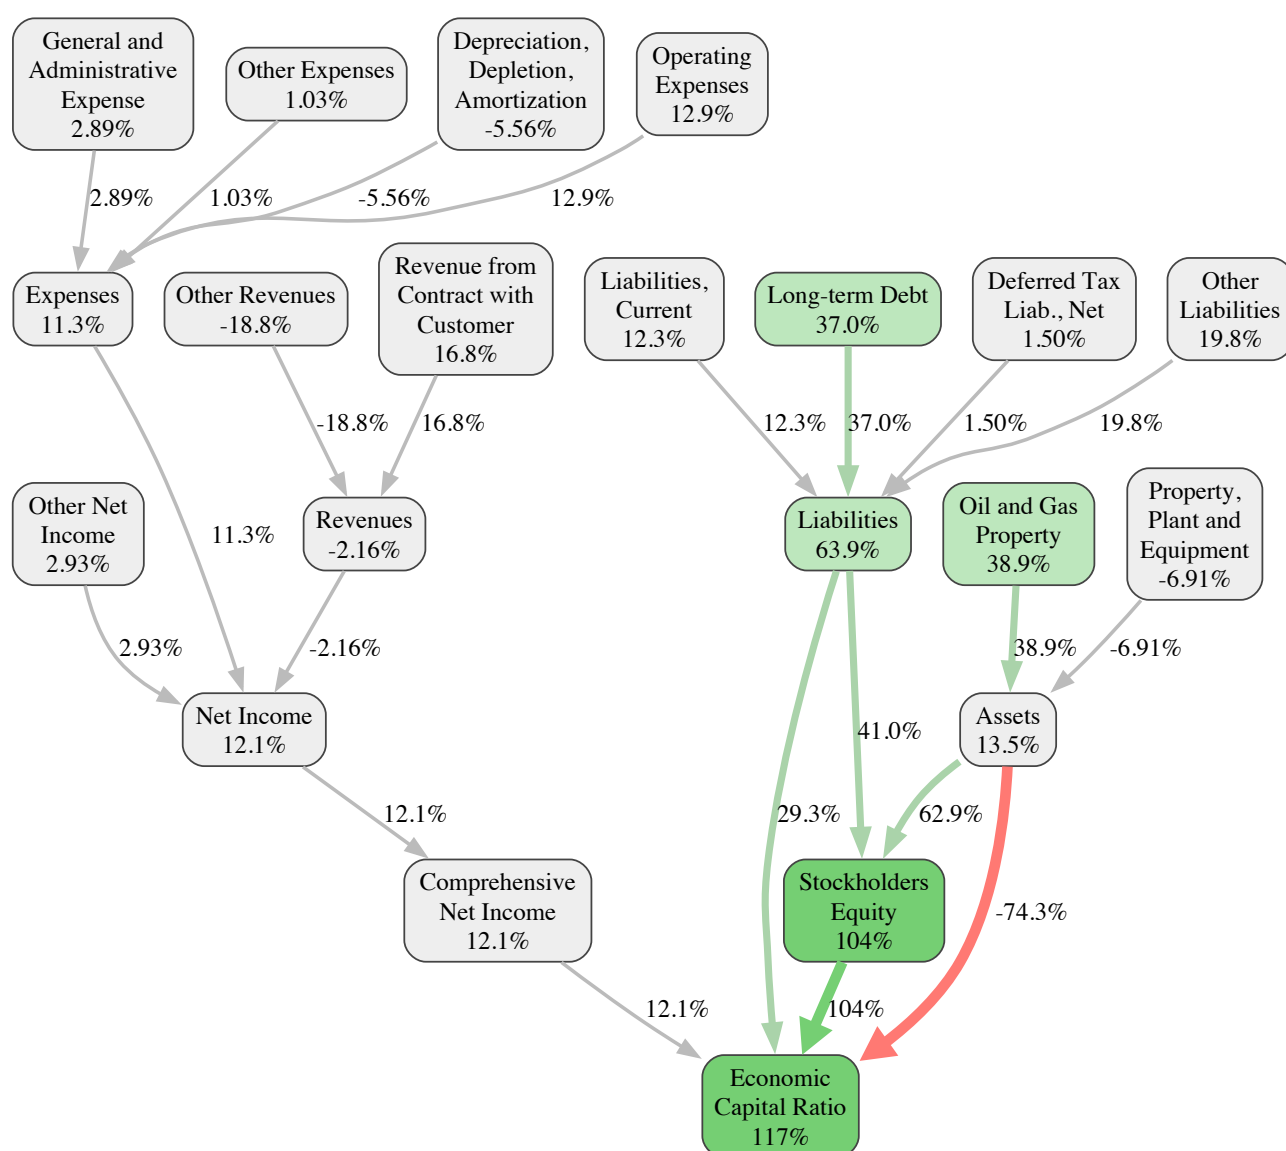 General and
Administrative
Expense
2.89%
Other Expenses
1.03%
Depreciation,
Depletion,
Amortization
-5.56%
Operating
Expenses
12.9%
2.89%
1.03%
-5.56%
12.9%
Expenses
11.3%
Other Revenues
-18.8%
Revenue from
Contract with
Customer
16.8%
Liabilities,
Current
12.3%
Long-term Debt
37.0%
Deferred Tax
Liab., Net
1.50%
Other
Liabilities
19.8%
-18.8%
16.8%
12.3%
37.0%
1.50%
19.8%
Other Net
Income
2.93%
11.3%
Revenues
-2.16%
Liabilities
63.9%
Oil and Gas
Property
38.9%
Property,
Plant and
Equipment
-6.91%
2.93%
-2.16%
38.9%
-6.91%
Net Income
12.1%
41.0%
Assets
13.5%
12.1%
29.3%
62.9%
Comprehensive
Net Income
12.1%
Stockholders
Equity
104%
-74.3%
12.1%
104%
Economic
Capital Ratio
117%